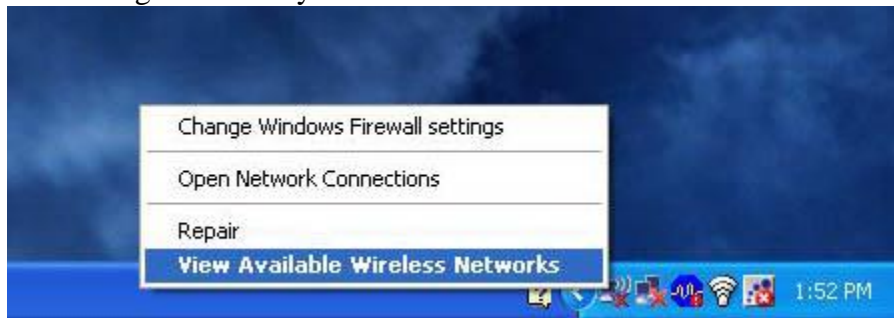 Change Windows Firewall settings
Open Network Connections
Repair
View Available Wireless Networks
1:52 PM